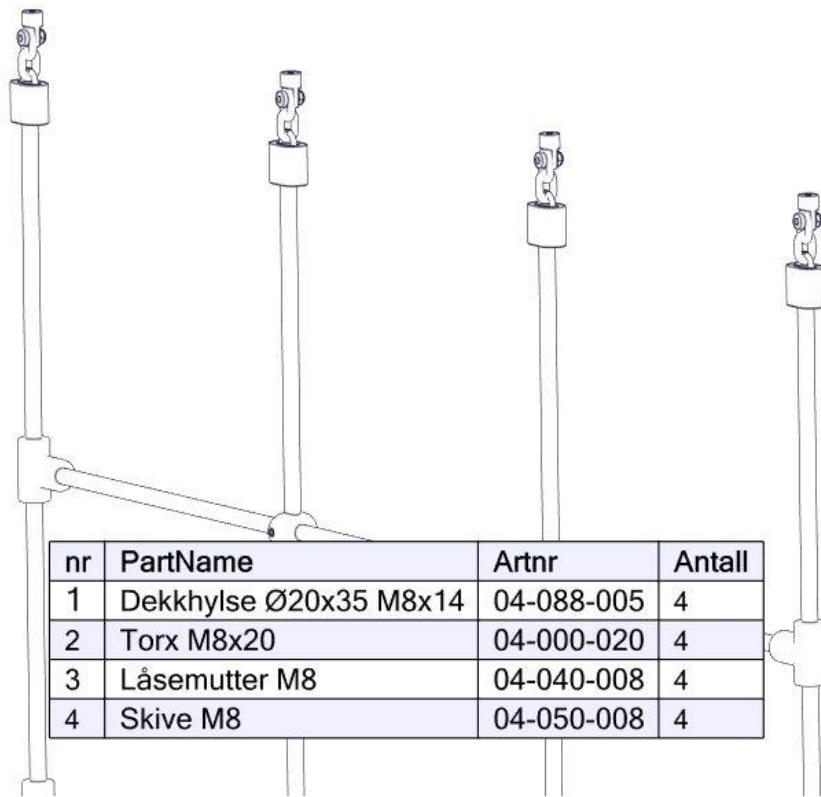 nr PartName Artnr Antall
1 Dekkhylse Ø20x35 M8x14 04-088-005 4
2 Torx M8x20 04-000-020 4
3 Låsemutter M8 04-040-008 4
4 Skive M8 04-050-008 4